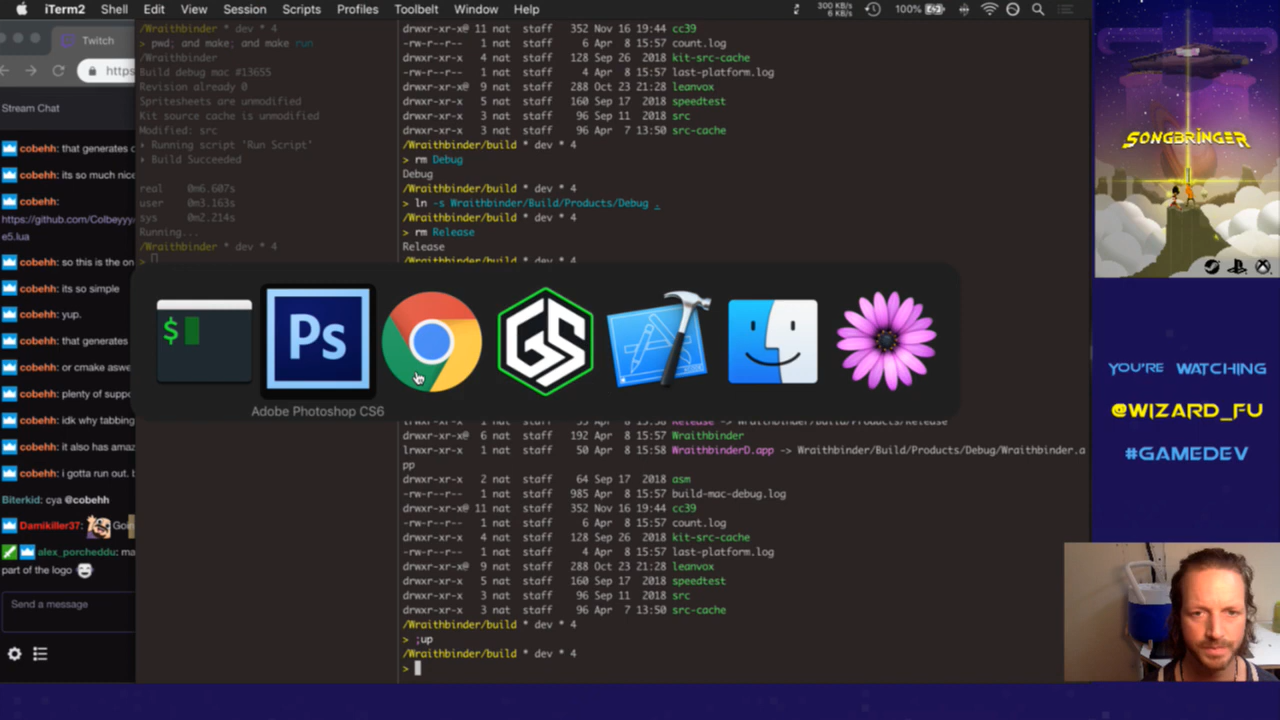 iTerm2 Shell Edit View Session Scripts Profiles Toolbelt Window Help
300 KB/s
6 KB/s
100%
Twitch
https
Stream Chat
cobehh: that generates
cobehh: its so much nice
cobehh:
https://github.com/Colbeyyy
e5.lua
cobehh: so this is the on
cobehh: its so simple
cobehh: yup.
cobehh: that generates
cobehh: or cmake aswe
cobehh: plenty of suppo
cobehh: idk why tabbing
cobehh: it also has amaz
cobehh: i gotta run out. b
Biterkid: cya @cobehh
Damikiller37: Goin
alex_porcheddu: ma
part of the logo
Send a message
/Wraithbinder * dev * 4
> pwd; and make; and make run
/Wraithbinder
Build debug mac #13655
Revision already 0
Spritesheets are unmodified
Kit source cache is unmodified
Modified: src
Running script 'Run Script'
Build Succeeded
real 0m6.607s
user 0m3.163s
sys 0m2.214s
Running...
/Wraithbinder * dev * 4
>
drwxr-xr-x@ 11 nat staff 352 Nov 16 19:44 cc39
-rw-r--r-- 1 nat staff 6 Apr 8 15:57 count.log
drwxr-xr-x 4 nat staff 128 Sep 26 2018 kit-src-cache
-rw-r--r-- 1 nat staff 4 Apr 8 15:57 last-platform.log
drwxr-xr-x@ 9 nat staff 288 Oct 23 21:28 leanvox
drwxr-xr-x 5 nat staff 160 Sep 17 2018 speedtest
drwxr-xr-x 3 nat staff 96 Sep 11 2018 src
drwxr-xr-x 3 nat staff 96 Apr 7 13:50 src-cache
/Wraithbinder/build * dev * 4
> rm Debug
Debug
/Wraithbinder/build * dev * 4
> ln -s Wraithbinder/Build/Products/Debug .
/Wraithbinder/build * dev * 4
> rm Release
Release
/Wraithbinder/build * dev * 4
$
Ps
GS
Adobe Photoshop CS6
Release -> Wraithbinder/Build/Products/Release
drwxr-xr-x@ 6 nat staff 192 Apr 8 15:57 Wraithbinder
lrwxr-xr-x 1 nat staff 50 Apr 8 15:58 WraithbinderD.app -> Wraithbinder/Build/Products/Debug/Wraithbinder.a
pp
drwxr-xr-x 2 nat staff 64 Sep 17 2018 asm
-rw-r--r-- 1 nat staff 985 Apr 8 15:57 build-mac-debug.log
drwxr-xr-x@ 11 nat staff 352 Nov 16 19:44 cc39
-rw-r--r-- 1 nat staff 6 Apr 8 15:57 count.log
drwxr-xr-x 4 nat staff 128 Sep 26 2018 kit-src-cache
-rw-r--r-- 1 nat staff 4 Apr 8 15:57 last-platform.log
drwxr-xr-x@ 9 nat staff 288 Oct 23 21:28 leanvox
drwxr-xr-x 5 nat staff 160 Sep 17 2018 speedtest
drwxr-xr-x 3 nat staff 96 Sep 11 2018 src
drwxr-xr-x 3 nat staff 96 Apr 7 13:50 src-cache
/Wraithbinder/build * dev * 4
> ;up
/Wraithbinder/build * dev * 4
>
SONGBRINGER
YOU'RE WATCHING
@WIZARD_FU
#GAMEDEV